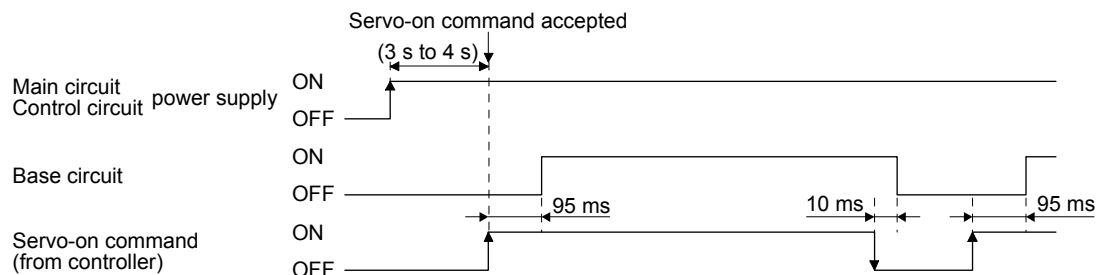 Servo-on command accepted
(3 s to 4 s)
Main circuit
Control circuit power supply
ON
OFF
Base circuit
ON
OFF
95 ms
10 ms
95 ms
Servo-on command
(from controller)
ON
OFF